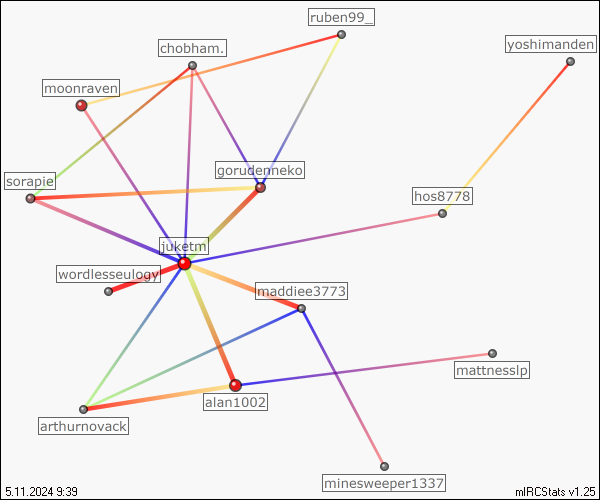 ruben99_
chobham.
yoshimanden
moonraven
gorudenneko
sorapie
hos8778
juketm
wordlesseulogy
maddiee3773
mattnesslp
alan1002
arthurnovack
minesweeper1337
5.11.2024 9:39
mIRCStats v1.25